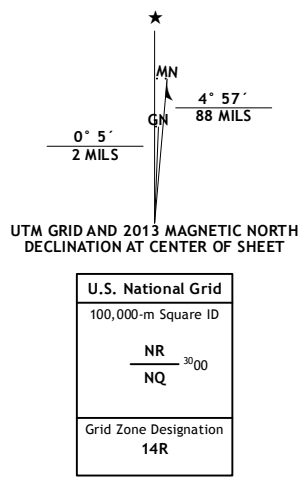 ★
MN
4° 57´
88 MILS
GN
0° 5´
2 MILS
UTM GRID AND 2013 MAGNETIC NORTH
DECLINATION AT CENTER OF SHEET
U.S. National Grid
100,000-m Square ID
NR
3000
NQ
Grid Zone Designation
14R